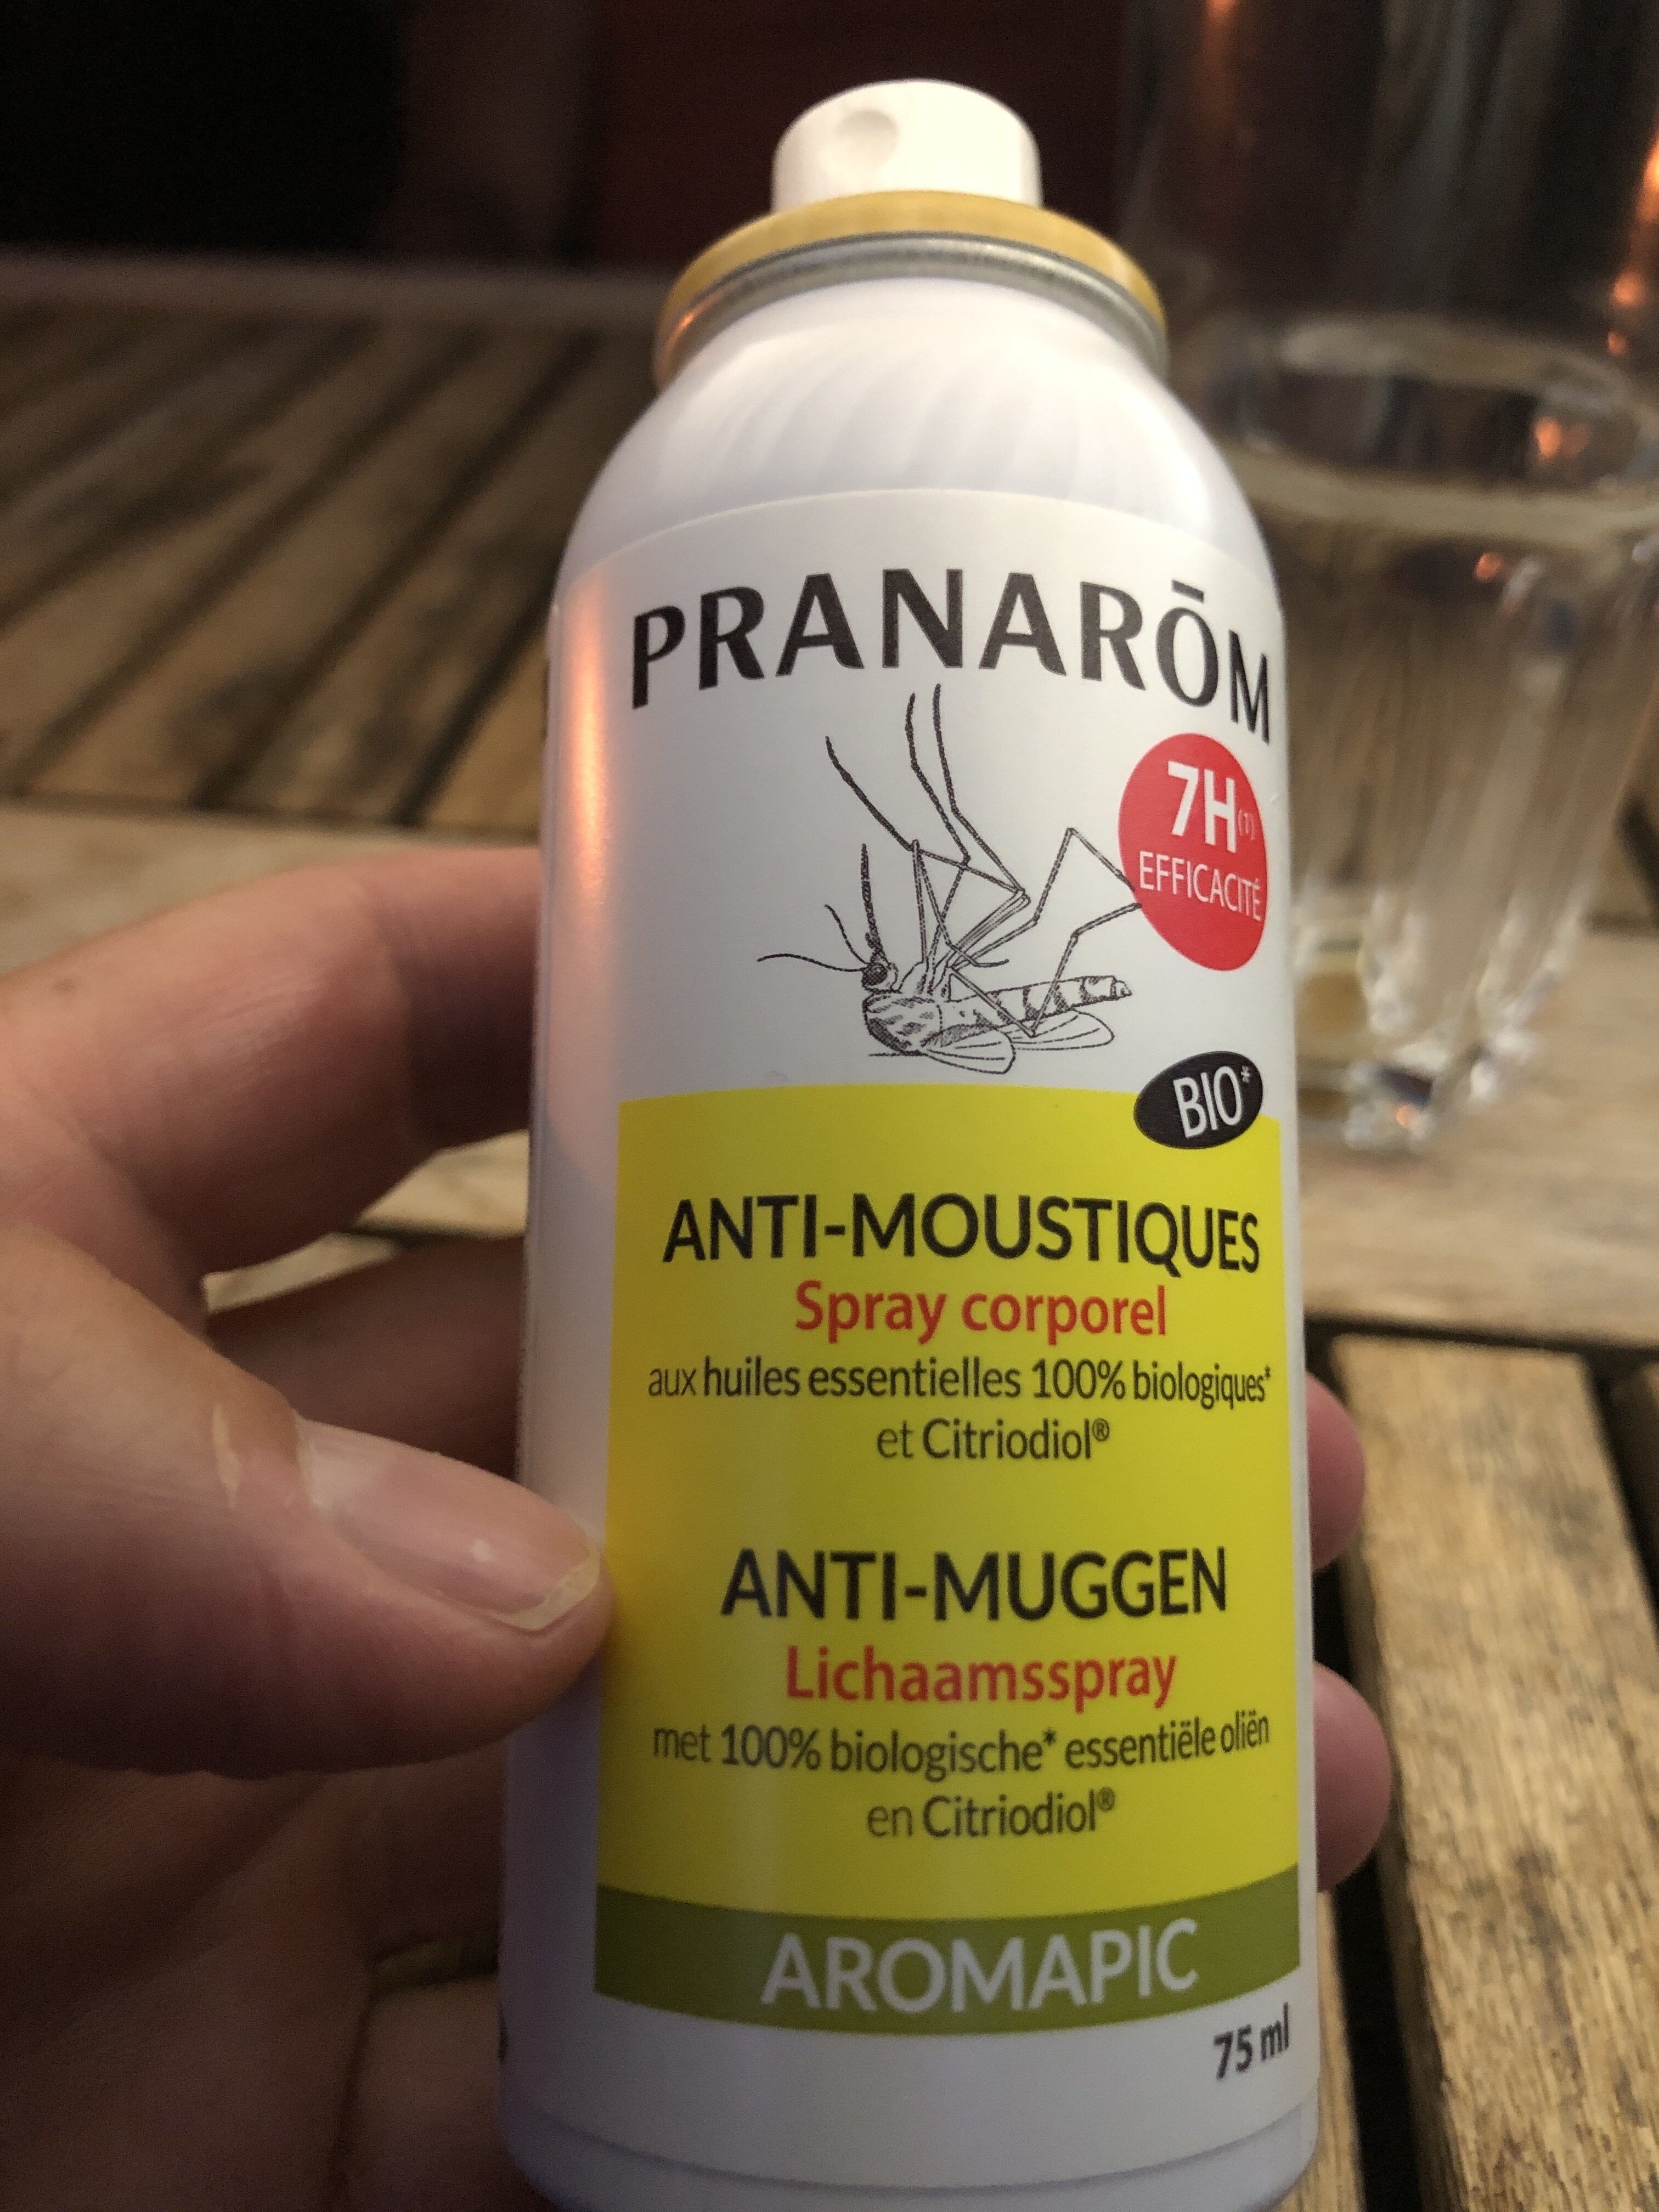 PRANARŌM
7H(1)
EFFICACITÉ
BIO*
ANTI-MOUSTIQUES
Spray corporel
aux huiles essentielles 100% biologiques*
et Citriodiol®
ANTI-MUGGEN
Lichaamsspray
met 100% biologische* essentiële oliën
en Citriodiol®
AROMAPIC
75 ml